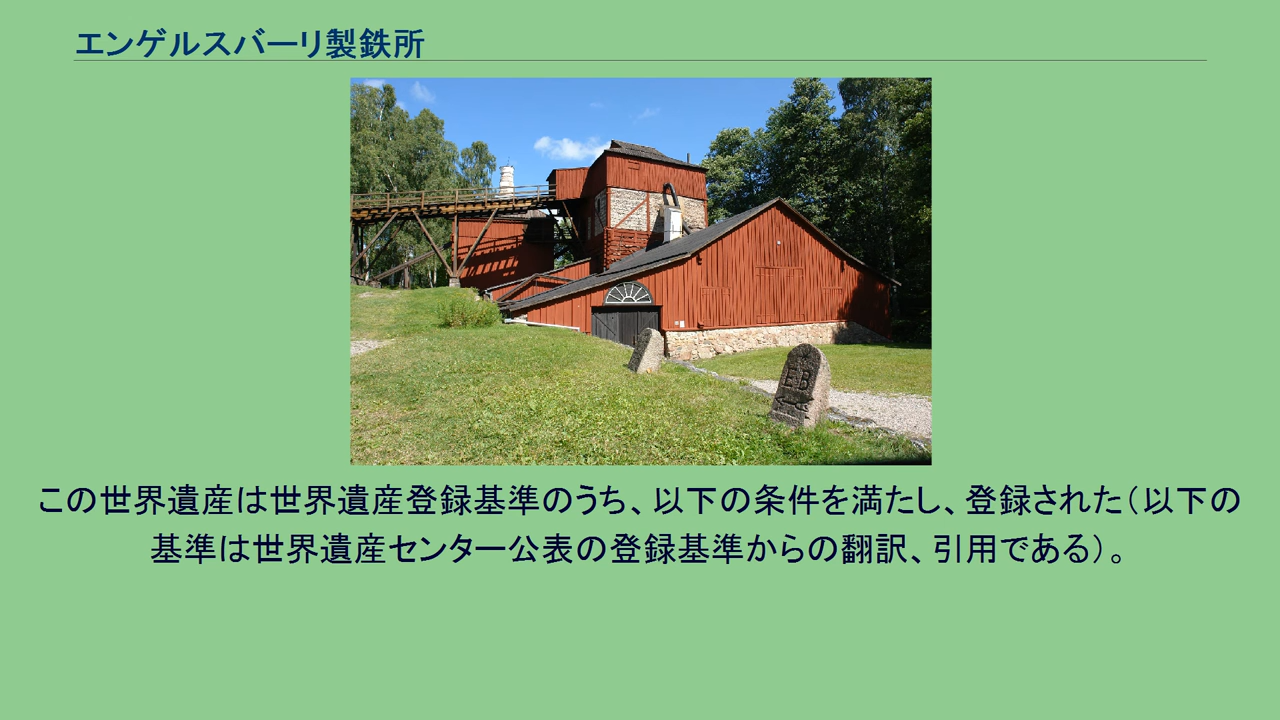 エンゲルスバーリ製鉄所
EB
この世界遺産は世界遺産登録基準のうち、以下の条件を満たし、登録された（以下の
基準は世界遺産センター公表の登録基準からの翻訳、引用である）。